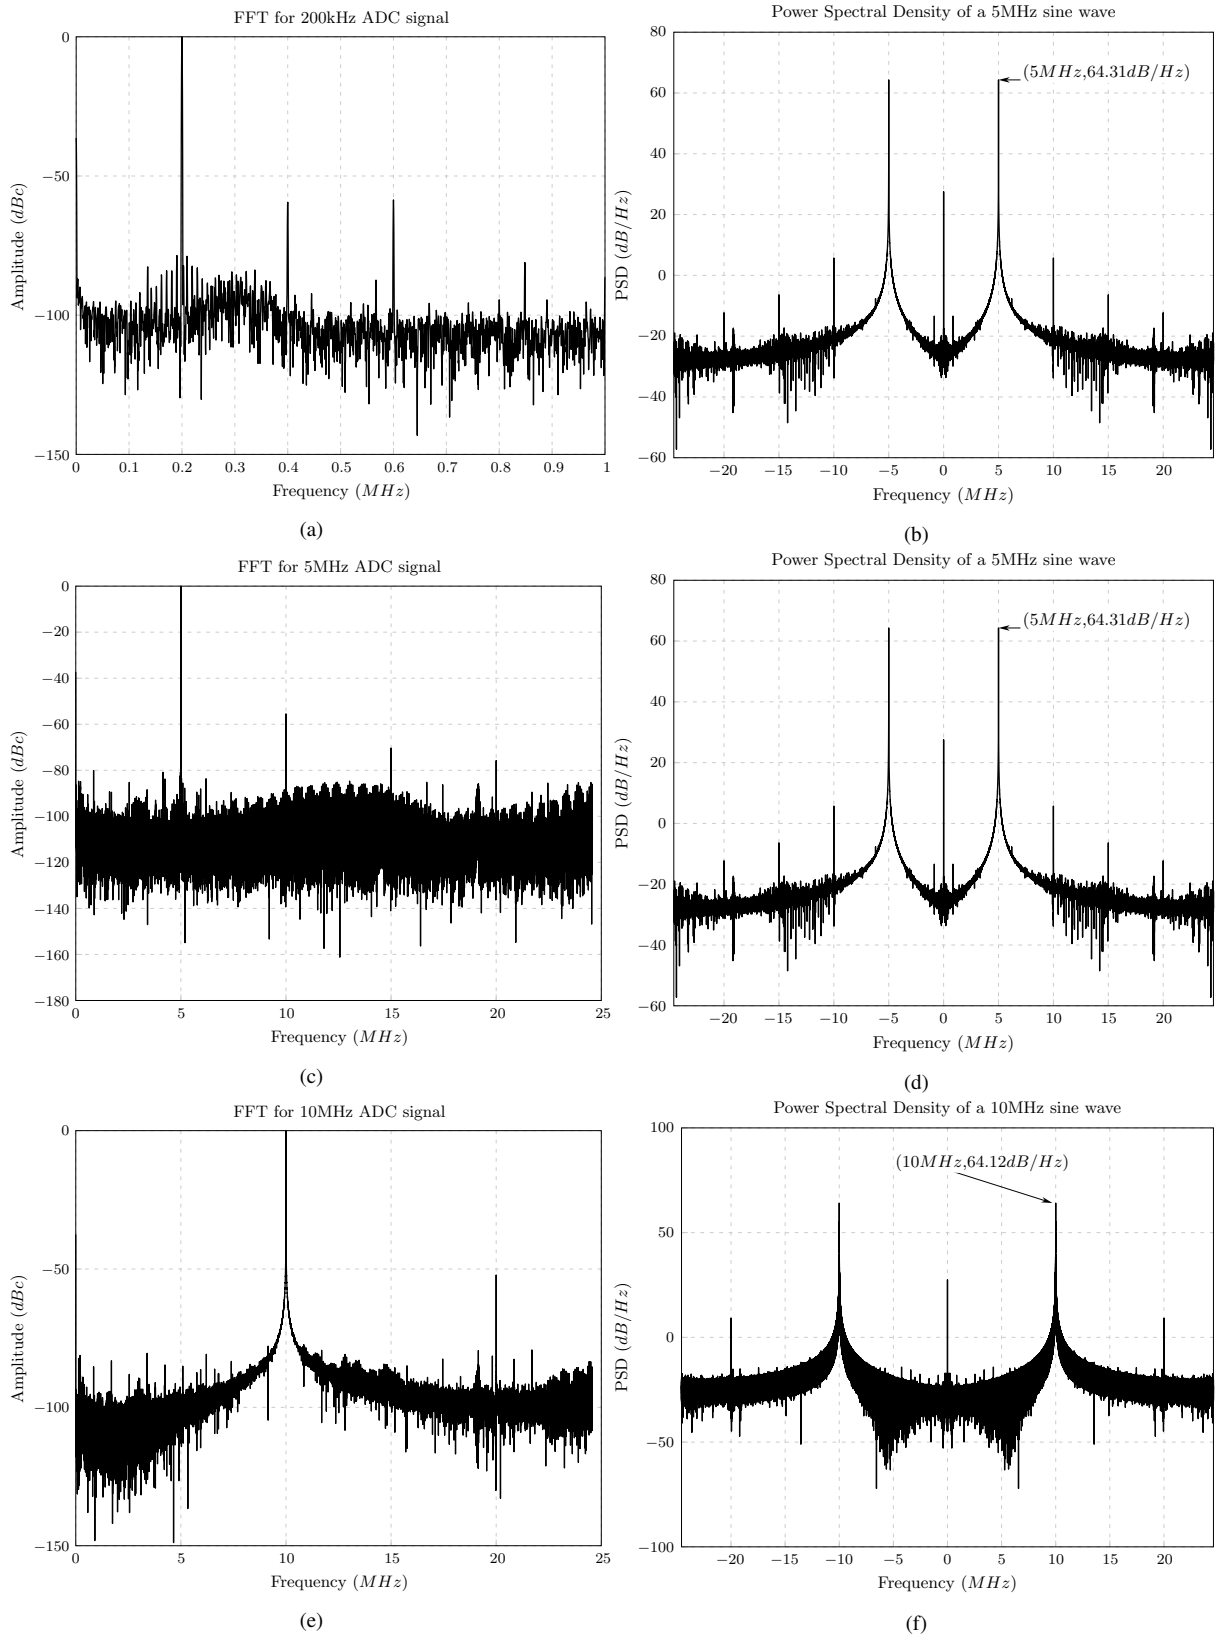 FFT for 200kHz ADC signal
0
−50
−100
−150
Amplitude (dBc)
0 0.1 0.2 0.3 0.4 0.5 0.6 0.7 0.8 0.9 1
Frequency (MHz)
(a)
Power Spectral Density of a 5MHz sine wave
(5MHz,64.31dB/Hz)
80
60
40
20
0
−20
−40
−60
PSD (dB/Hz)
−20 −15 −10 −5 0 5 10 15 20
Frequency (MHz)
(b)
FFT for 5MHz ADC signal
0
−20
−40
−60
−80
−100
−120
−140
−160
−180
Amplitude (dBc)
0 5 10 15 20 25
Frequency (MHz)
(c)
Power Spectral Density of a 5MHz sine wave
(5MHz,64.31dB/Hz)
80
60
40
20
0
−20
−40
−60
PSD (dB/Hz)
−20 −15 −10 −5 0 5 10 15 20
Frequency (MHz)
(d)
FFT for 10MHz ADC signal
0
−50
−100
−150
Amplitude (dBc)
0 5 10 15 20 25
Frequency (MHz)
(e)
Power Spectral Density of a 10MHz sine wave
(10MHz,64.12dB/Hz)
100
50
0
−50
−100
PSD (dB/Hz)
−20 −15 −10 −5 0 5 10 15 20
Frequency (MHz)
(f)